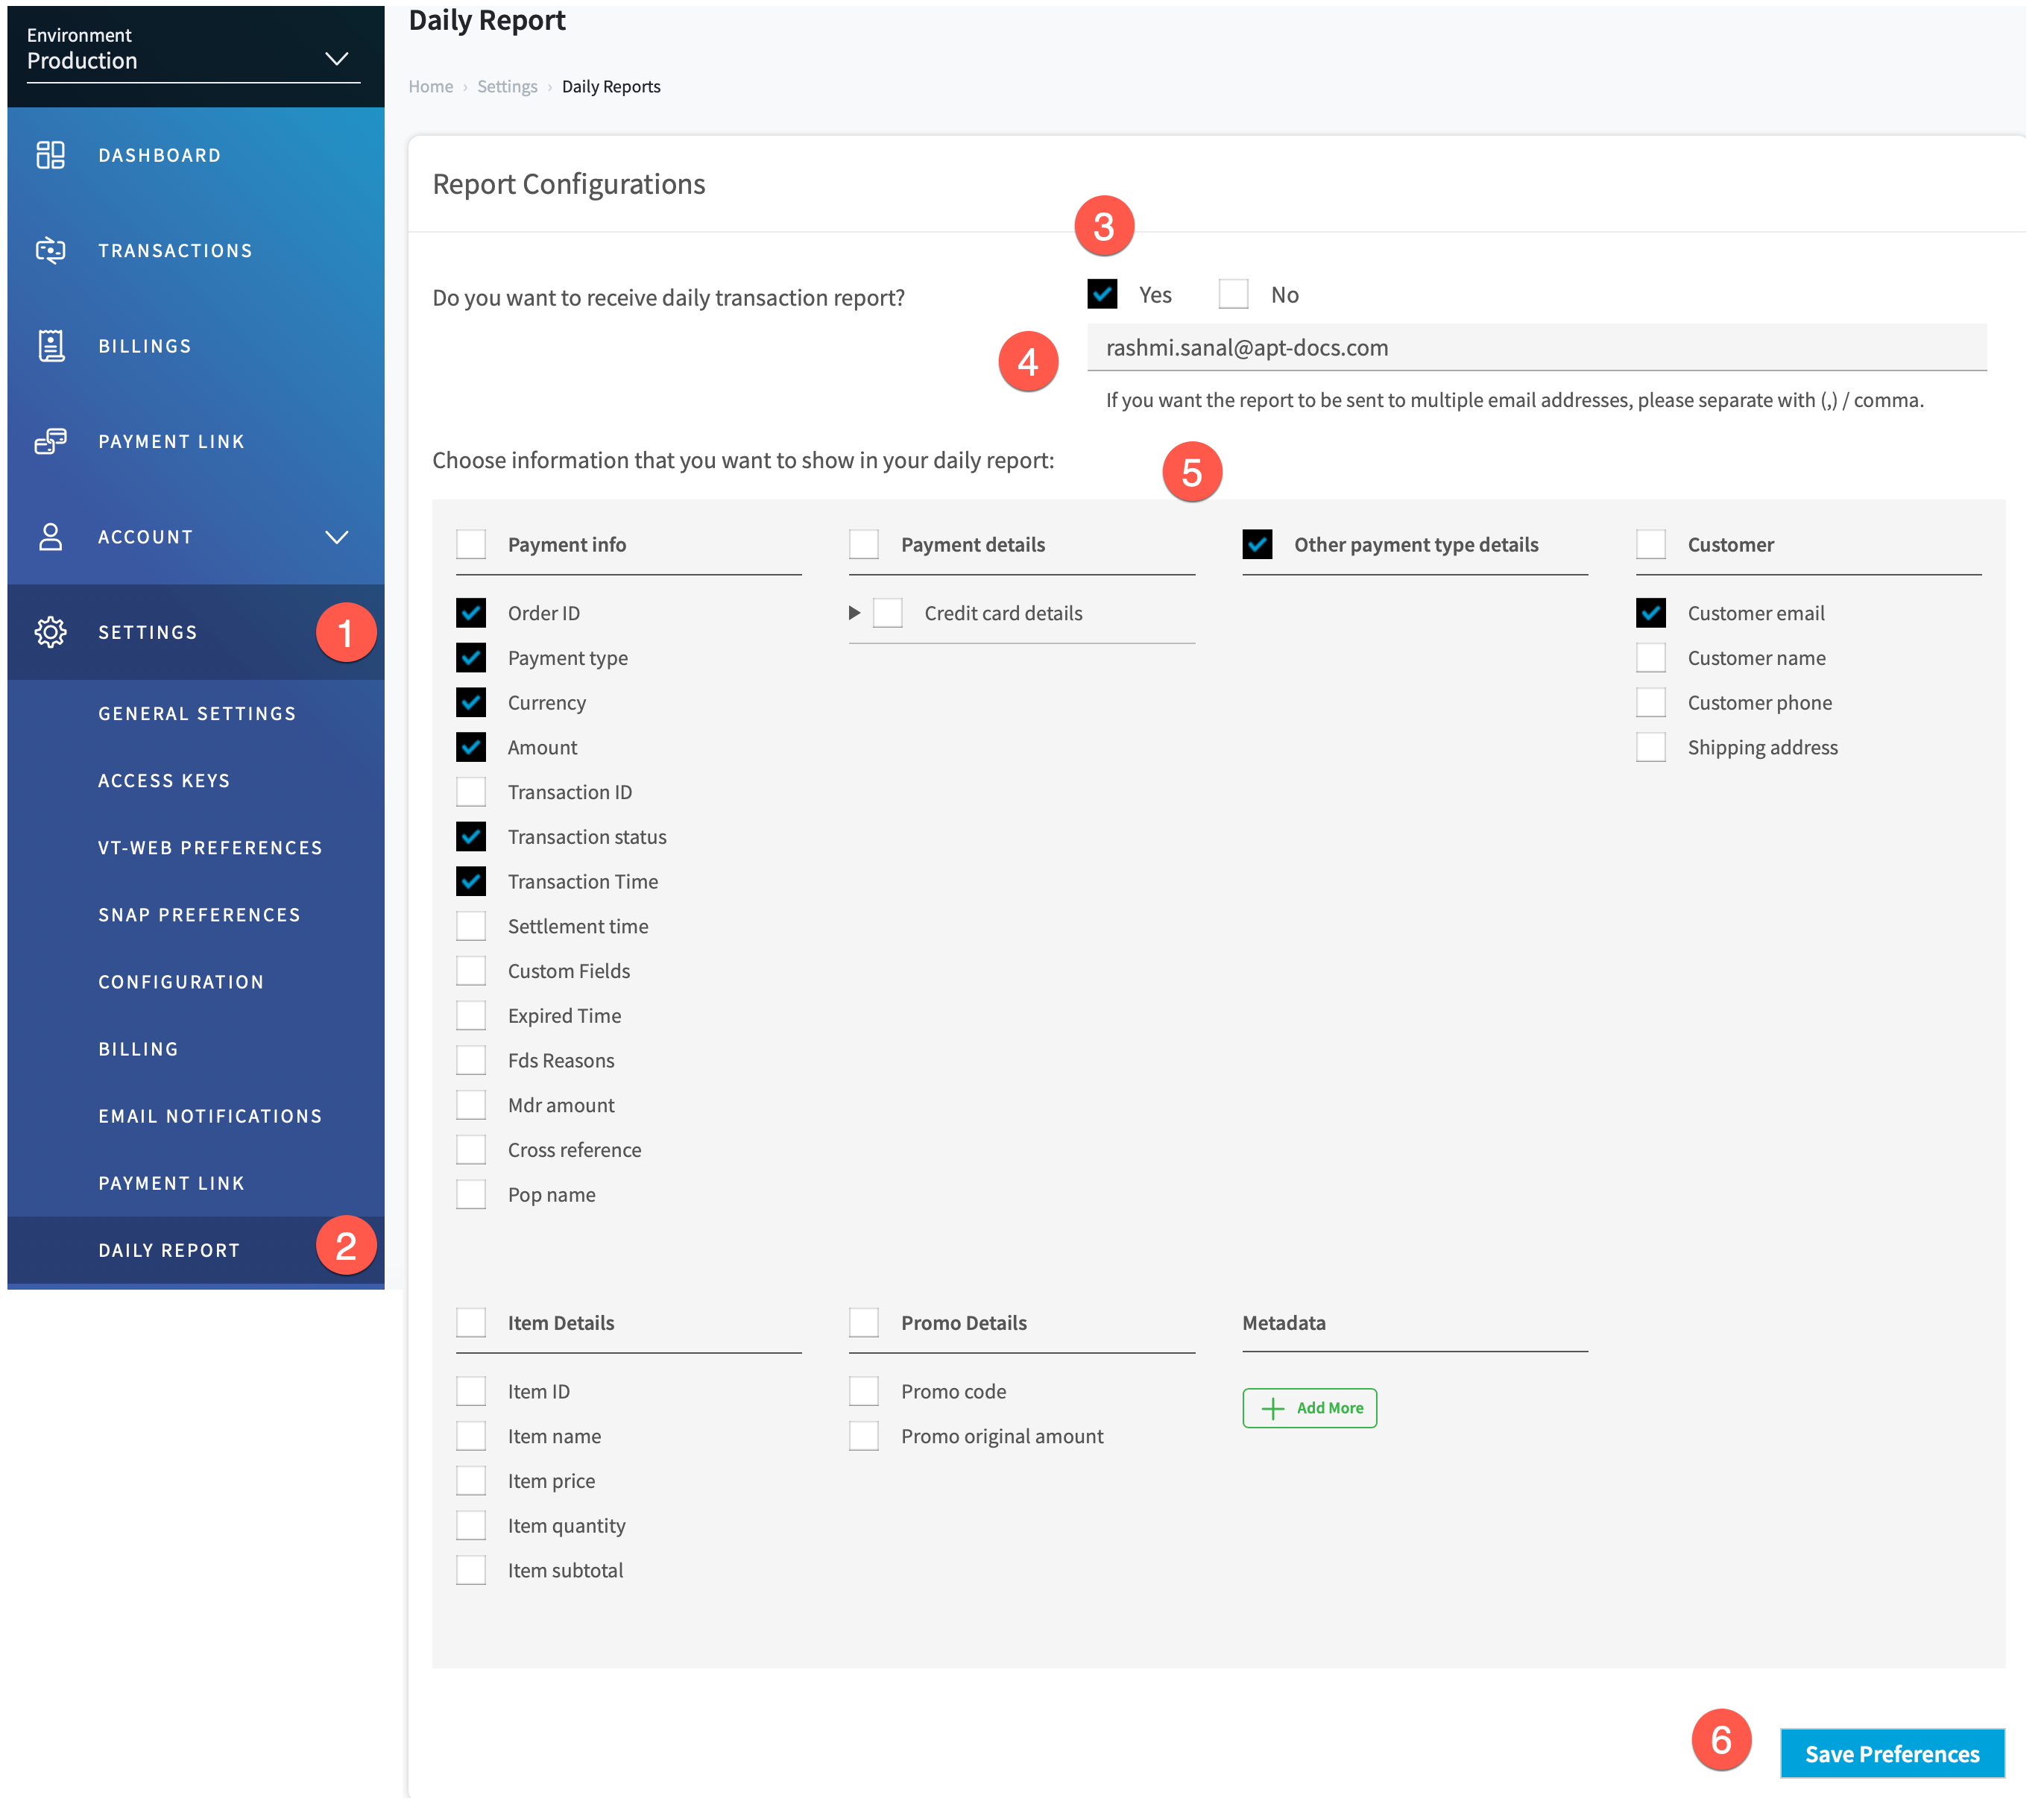 Environment
Production
DASHBOARD
TRANSACTIONS
BILLINGS
PAYMENT LINK
ACCOUNT
SETTINGS
1
GENERAL SETTINGS
ACCESS KEYS
VT-WEB PREFERENCES
SNAP PREFERENCES
CONFIGURATION
BILLING
EMAIL NOTIFICATIONS
PAYMENT LINK
DAILY REPORT
2
Daily Report
Home › Settings › Daily Reports
Report Configurations
3
Do you want to receive daily transaction report?
Yes
No
4
rashmi.sanal@apt-docs.com
If you want the report to be sent to multiple email addresses, please separate with (,) / comma.
Choose information that you want to show in your daily report:
5
Payment info
Order ID
Payment type
Currency
Amount
Transaction ID
Transaction status
Transaction Time
Settlement time
Custom Fields
Expired Time
Fds Reasons
Mdr amount
Cross reference
Pop name
Payment details
Credit card details
Other payment type details
Customer
Customer email
Customer name
Customer phone
Shipping address
Item Details
Item ID
Item name
Item price
Item quantity
Item subtotal
Promo Details
Promo code
Promo original amount
Metadata
Add More
6
Save Preferences